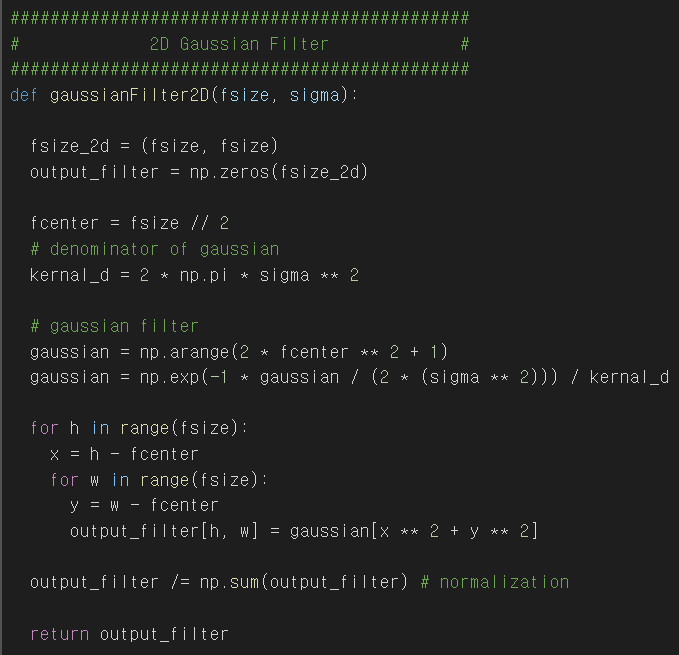 ##############################################
#             2D Gaussian Filter             #
##############################################
def gaussianFilter2D(fsize, sigma):

  fsize_2d = (fsize, fsize)
  output_filter = np.zeros(fsize_2d)

  fcenter = fsize // 2
  # denominator of gaussian
  kernal_d = 2 * np.pi * sigma ** 2

  # gaussian filter
  gaussian = np.arange(2 * fcenter ** 2 + 1)
  gaussian = np.exp(-1 * gaussian / (2 * (sigma ** 2))) / kernal_d

  for h in range(fsize):
    x = h - fcenter
    for w in range(fsize):
      y = w - fcenter
      output_filter[h, w] = gaussian[x ** 2 + y ** 2]

  output_filter /= np.sum(output_filter) # normalization

  return output_filter